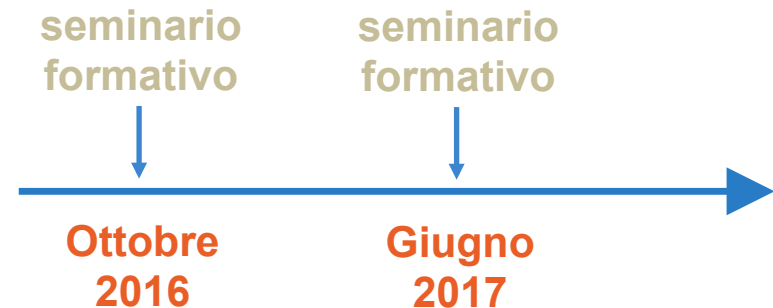 seminario
formativo
seminario
formativo
Ottobre
2016
Giugno
2017